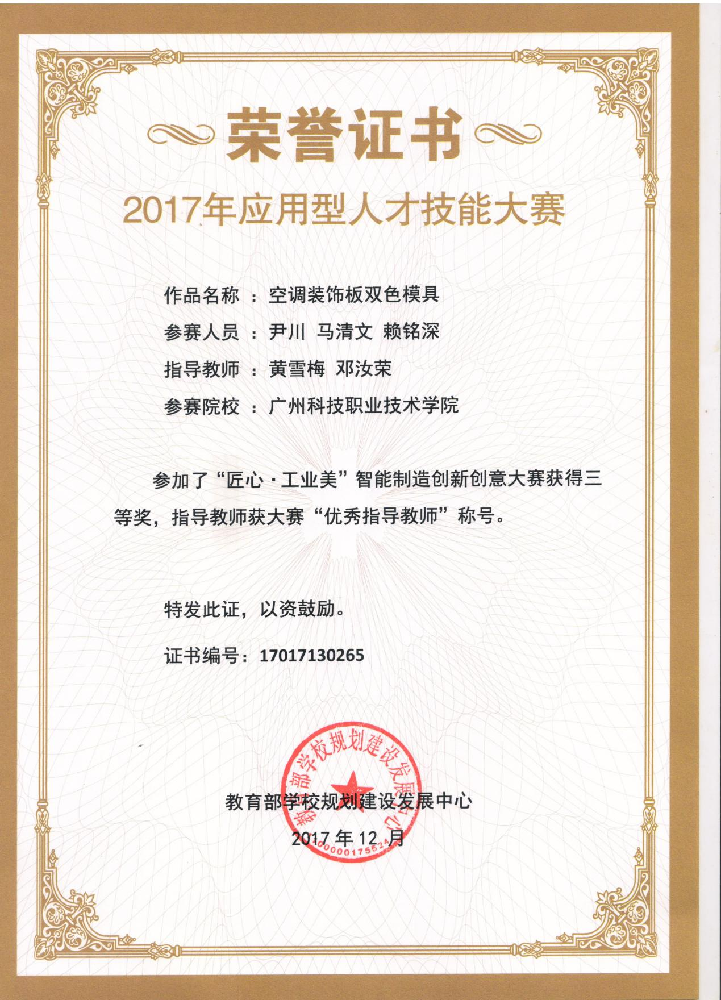 荣誉证书
2017年应用型人才技能大赛
作品名称 : 空调装饰板双色模具
参赛人员 : 尹川 马清文 赖铭深
指导教师 : 黄雪梅 邓汝荣
参赛院校 : 广州科技职业技术学院
参加了“匠心·工业美”智能制造创新创意大赛获得三
等奖，指导教师获大赛“优秀指导教师”称号。
特发此证，以资鼓励。
证书编号：17017130265
教育部学校规划建设发展中心
教育部学校规划建设发展中心
2017 年 12 月